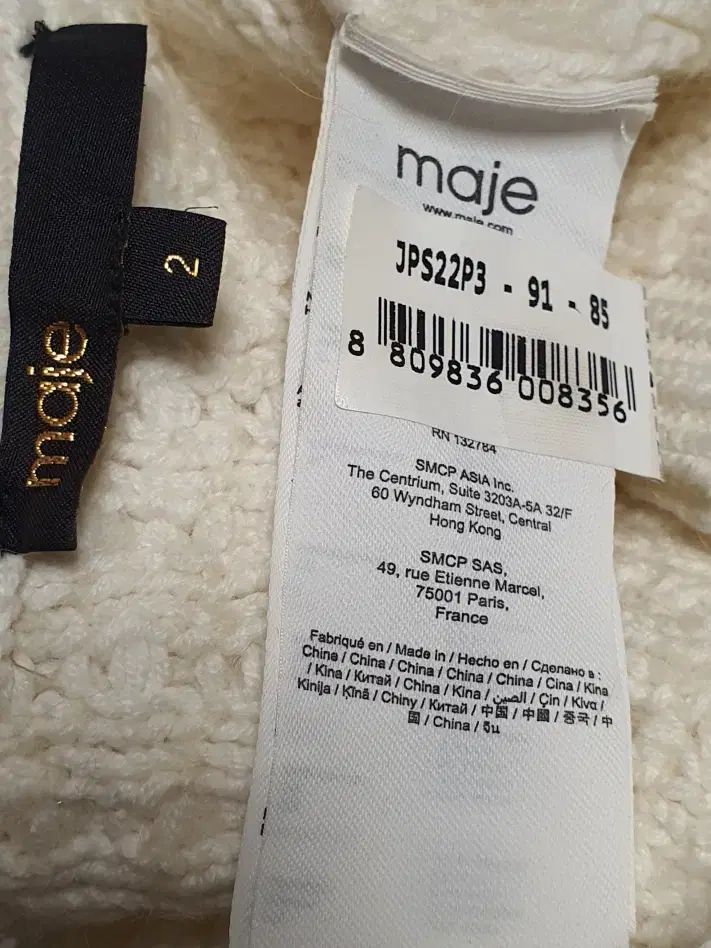 maje
2
maje
www.maje.com
JPS22P3 - 91 - 85
8 809836 008356
RN 132784
SMCP ASIA Inc.
The Centrium, Suite 3203A-5A 32/F
60 Wyndham Street, Central
Hong Kong
SMCP SAS,
49, rue Etienne Marcel,
75001 Paris,
France
Fabriqué en / Made in / Hecho en / Сделано в :
Chine / China / China / China / China / Cina / Kina
/ Kina / Китай / China / Kina / الصين / Çin / Kίνα /
Kinija / Ķīnā / Chiny / Китай / 中国 / 中國 / 중국 / 中
国 / China / จีน